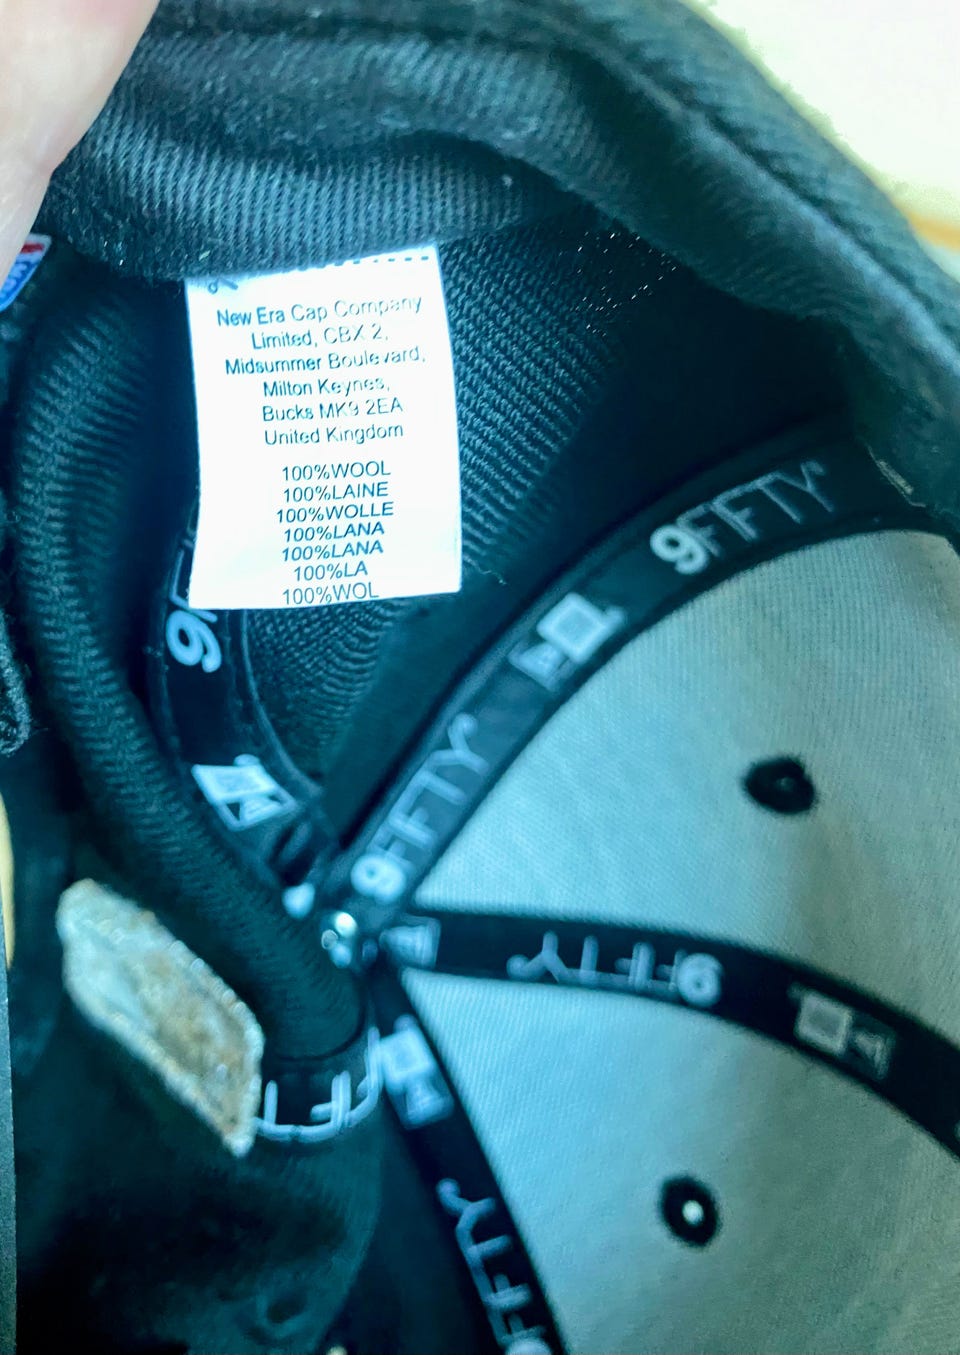 New Era Cap Company
Limited, CBX 2,
Midsummer Boulevard,
Milton Keynes,
Bucks MK9 2EA
United Kingdom
100%WOOL
100%LAINE
100%WOLLE
100%LANA
100%LANA
100%LA
100%WOL
9FIFTY
9FIFTY
9FIFTY
9FIFTY